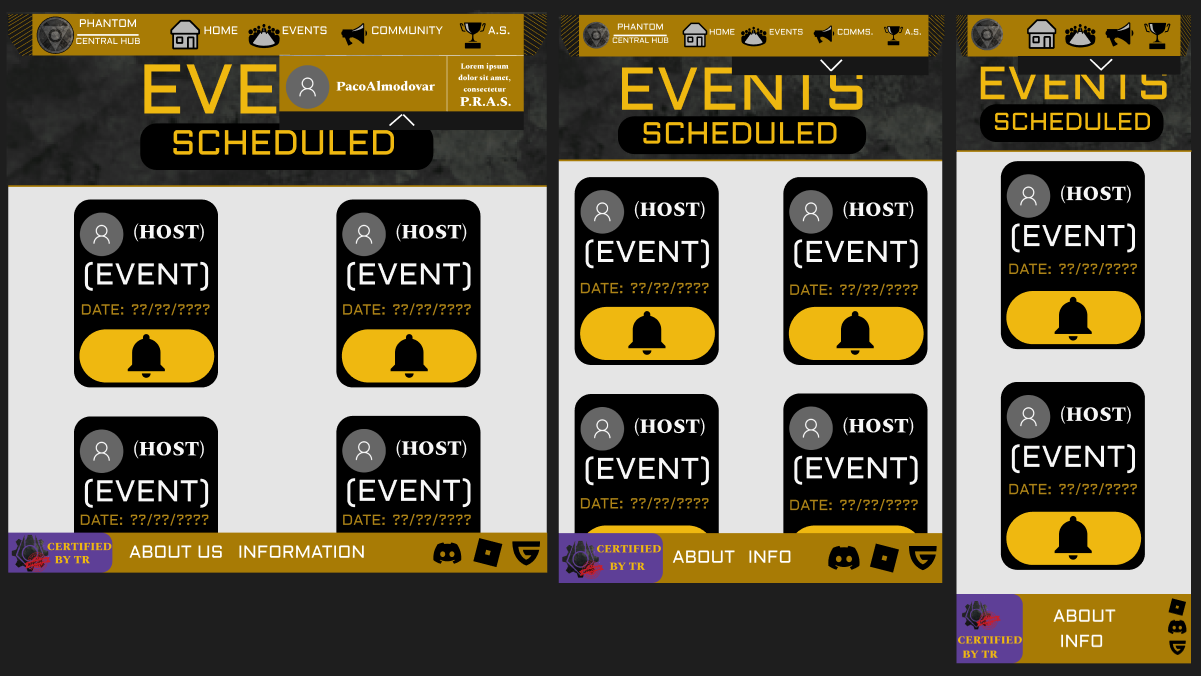 PHANTOM
CENTRAL HUB
HOME
EVENTS
COMMUNITY
A.S.
EVE
PacoAlmodovar
Lorem ipsum
dolor sit amet,
consectetur
P.R.A.S.
SCHEDULED
(HOST)
(EVENT)
DATE: ??/??/????
(HOST)
(EVENT)
DATE: ??/??/????
(HOST)
(EVENT)
DATE: ??/??/????
(HOST)
(EVENT)
DATE: ??/??/????
CERTIFIED
BY TR
ABOUT US
INFORMATION
PHANTOM
CENTRAL HUB
HOME
EVENTS
COMMS.
A.S.
EVENTS
SCHEDULED
(HOST)
(EVENT)
DATE: ??/??/????
(HOST)
(EVENT)
DATE: ??/??/????
(HOST)
(EVENT)
DATE: ??/??/????
(HOST)
(EVENT)
DATE: ??/??/????
CERTIFIED
BY TR
ABOUT
INFO
EVENTS
SCHEDULED
(HOST)
(EVENT)
DATE: ??/??/????
(HOST)
(EVENT)
DATE: ??/??/????
CERTIFIED
BY TR
ABOUT
INFO